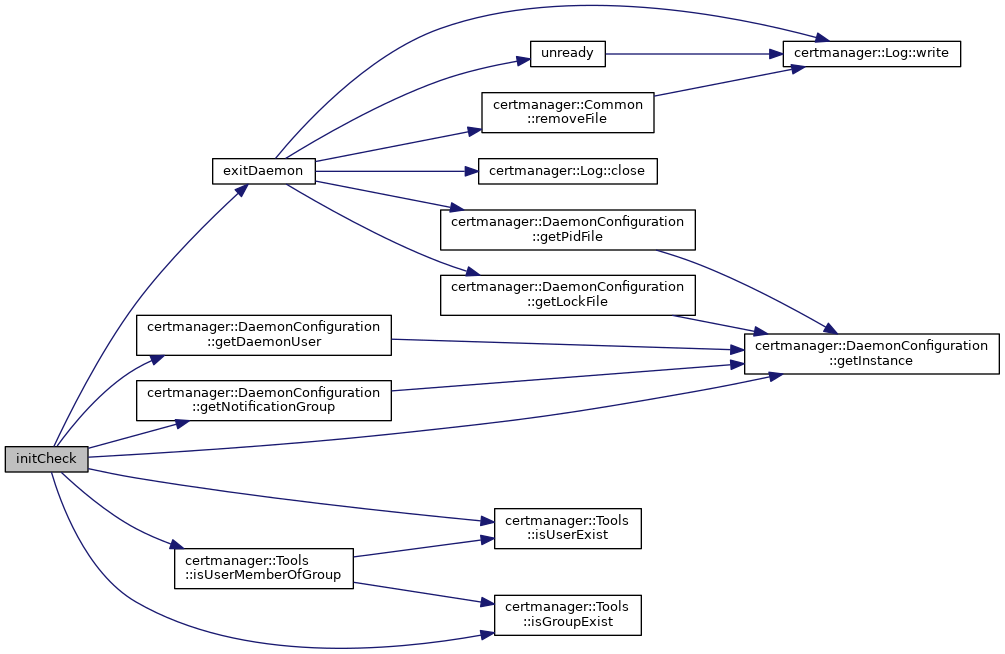 unready
certmanager::Log::write
certmanager::Common
::removeFile
exitDaemon
certmanager::Log::close
certmanager::DaemonConfiguration
::getPidFile
certmanager::DaemonConfiguration
::getLockFile
certmanager::DaemonConfiguration
::getDaemonUser
certmanager::DaemonConfiguration
::getInstance
certmanager::DaemonConfiguration
::getNotificationGroup
initCheck
certmanager::Tools
::isUserExist
certmanager::Tools
::isUserMemberOfGroup
certmanager::Tools
::isGroupExist